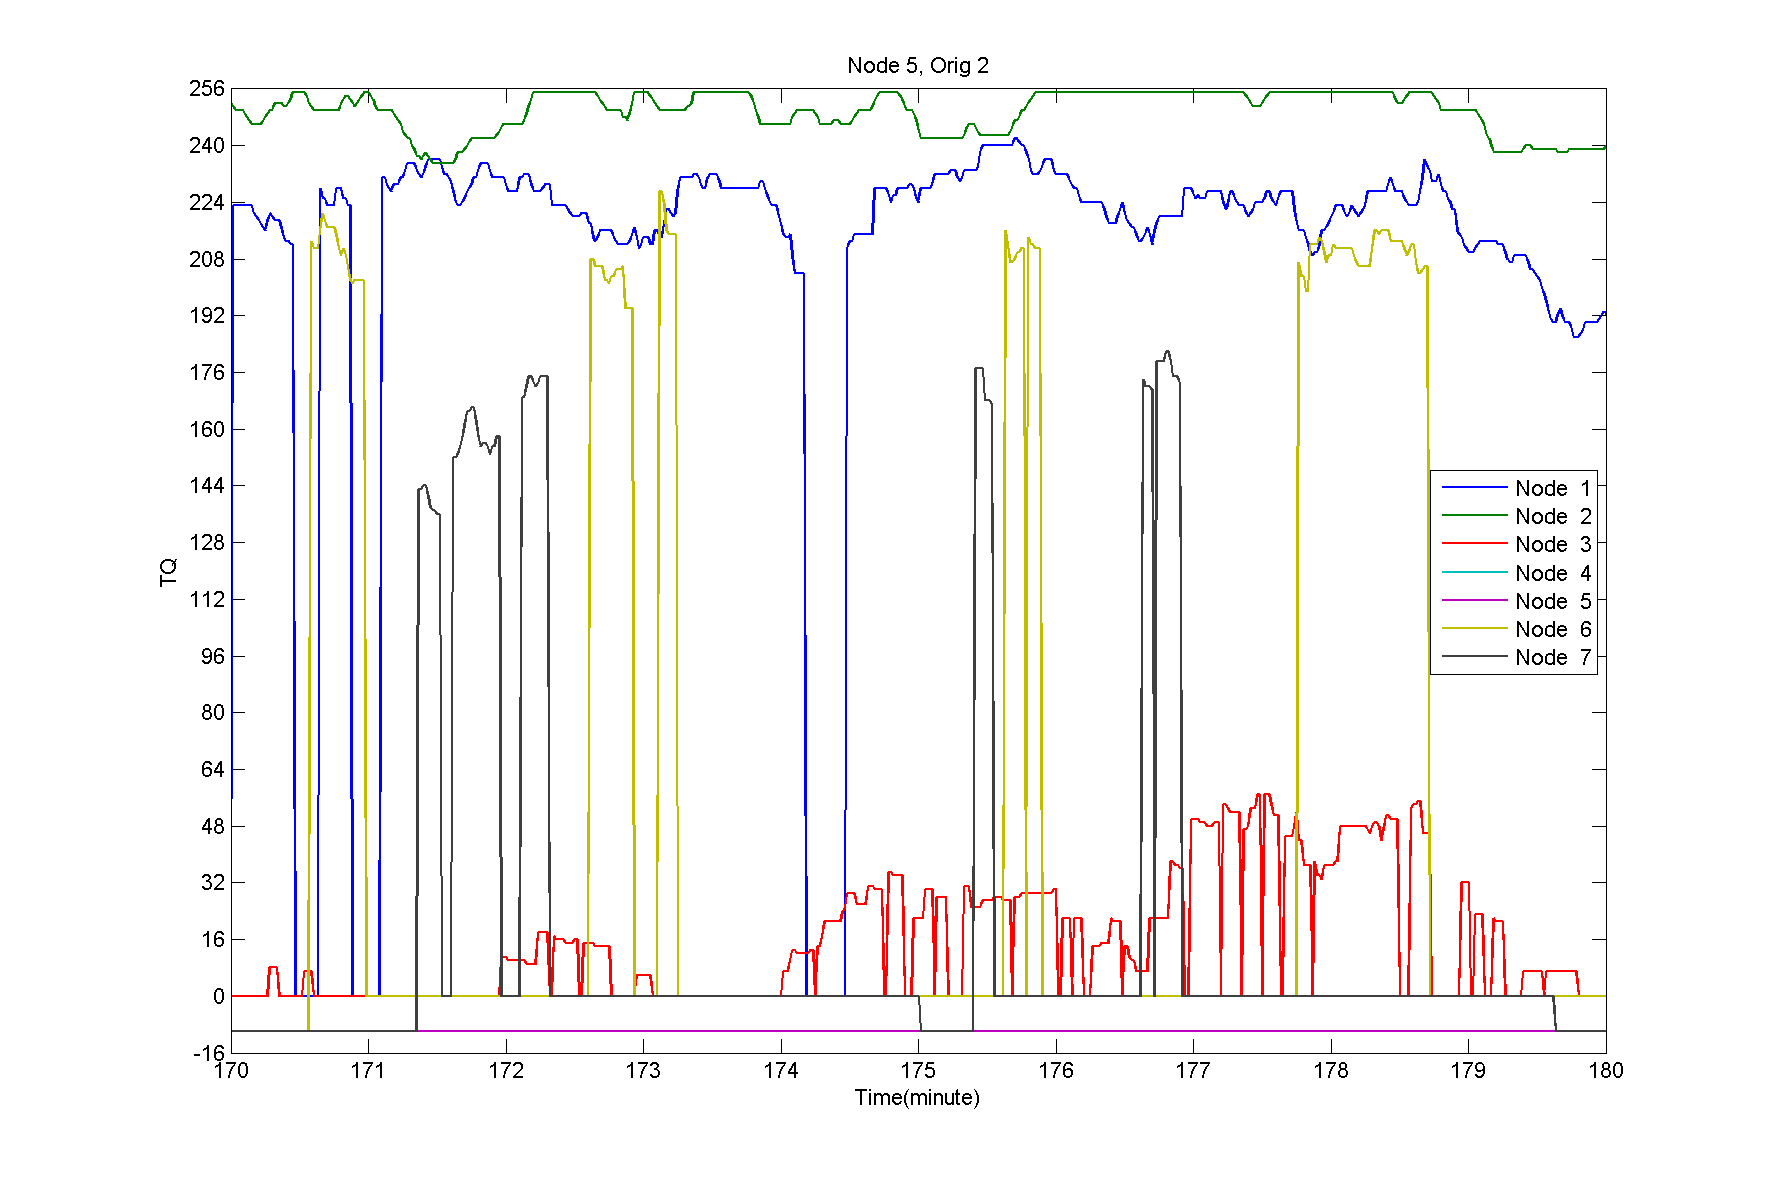 Node 5, Orig 2
256
240
224
208
192
176
160
144
128
112
96
80
64
48
32
16
0
-16
TQ
Node 1
Node 2
Node 3
Node 4
Node 5
Node 6
Node 7
170 171 172 173 174 175 176 177 178 179 180
Time(minute)